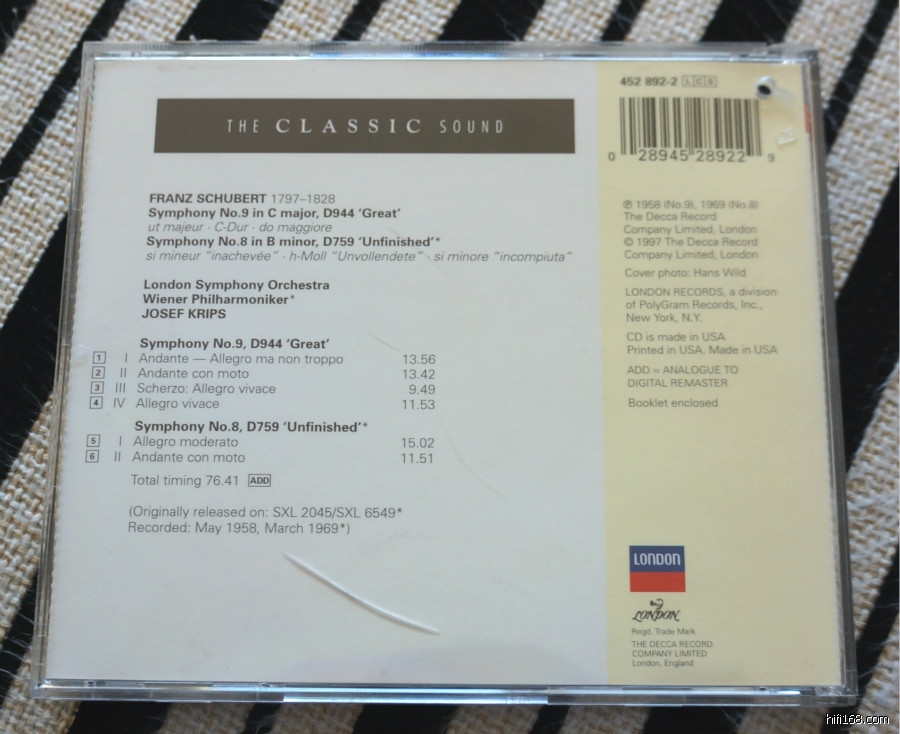 THE CLASSIC SOUND
FRANZ SCHUBERT 1797–1828
Symphony No.9 in C major, D944 ‘Great’
ut majeur · C-Dur · do maggiore
Symphony No.8 in B minor, D759 ‘Unfinished’*
si mineur “inachevée” · h-Moll “Unvollendete” · si minore “incompiuta”
London Symphony Orchestra
Wiener Philharmoniker*
JOSEF KRIPS
Symphony No.9, D944 ‘Great’
1 I Andante — Allegro ma non troppo 13.56
2 II Andante con moto 13.42
3 III Scherzo: Allegro vivace 9.49
4 IV Allegro vivace 11.53
Symphony No.8, D759 ‘Unfinished’*
5 I Allegro moderato 15.02
6 II Andante con moto 11.51
Total timing 76.41 ADD
(Originally released on: SXL 2045/SXL 6549*
Recorded: May 1958, March 1969*)
452 892-2 LCS
0 28945 28922 9
℗ 1958 (No.9), 1969 (No.8)
The Decca Record
Company Limited, London
© 1997 The Decca Record
Company Limited, London
Cover photo: Hans Wild
LONDON RECORDS, a division
of PolyGram Records, Inc.,
New York, N.Y.
CD is made in USA
Printed in USA. Made in USA
ADD = ANALOGUE TO
DIGITAL REMASTER
Booklet enclosed
LONDON
LONDON
Regd. Trade Mark
THE DECCA RECORD
COMPANY LIMITED
London, England
hifi168.com